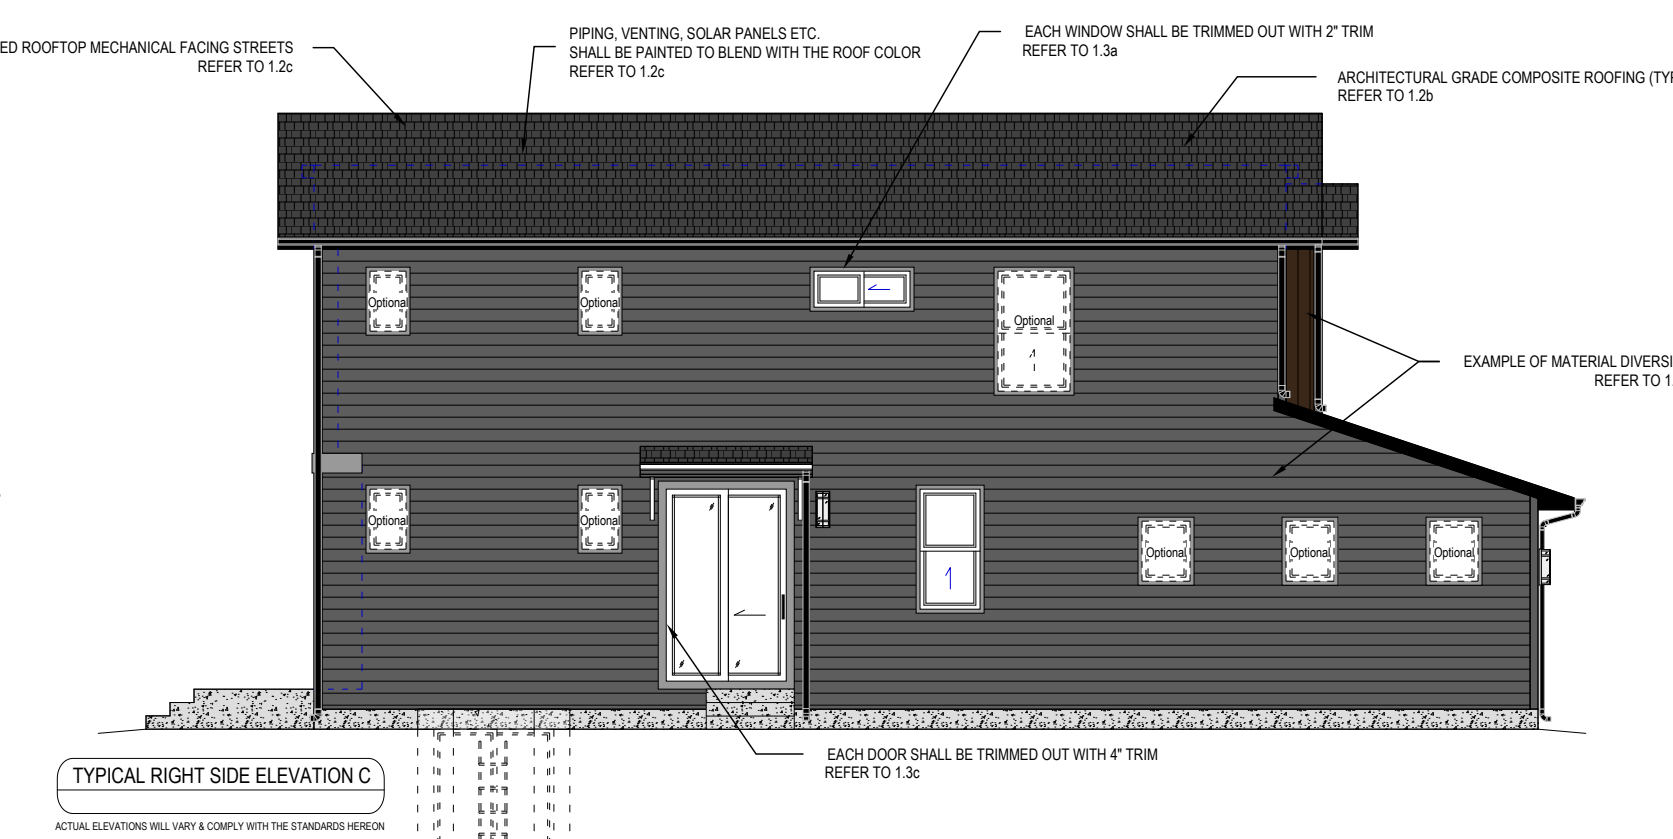 ED ROOFTOP MECHANICAL FACING STREETS
REFER TO 1.2c
PIPING, VENTING, SOLAR PANELS ETC.
SHALL BE PAINTED TO BLEND WITH THE ROOF COLOR
REFER TO 1.2c
EACH WINDOW SHALL BE TRIMMED OUT WITH 2" TRIM
REFER TO 1.3a
ARCHITECTURAL GRADE COMPOSITE ROOFING (TY
REFER TO 1.2b
Optional
Optional
Optional
EXAMPLE OF MATERIAL DIVERSI
REFER TO 1.
Optional
Optional
Optional
Optional
Optional
EACH DOOR SHALL BE TRIMMED OUT WITH 4" TRIM
REFER TO 1.3c
TYPICAL RIGHT SIDE ELEVATION C
ACTUAL ELEVATIONS WILL VARY & COMPLY WITH THE STANDARDS HEREON